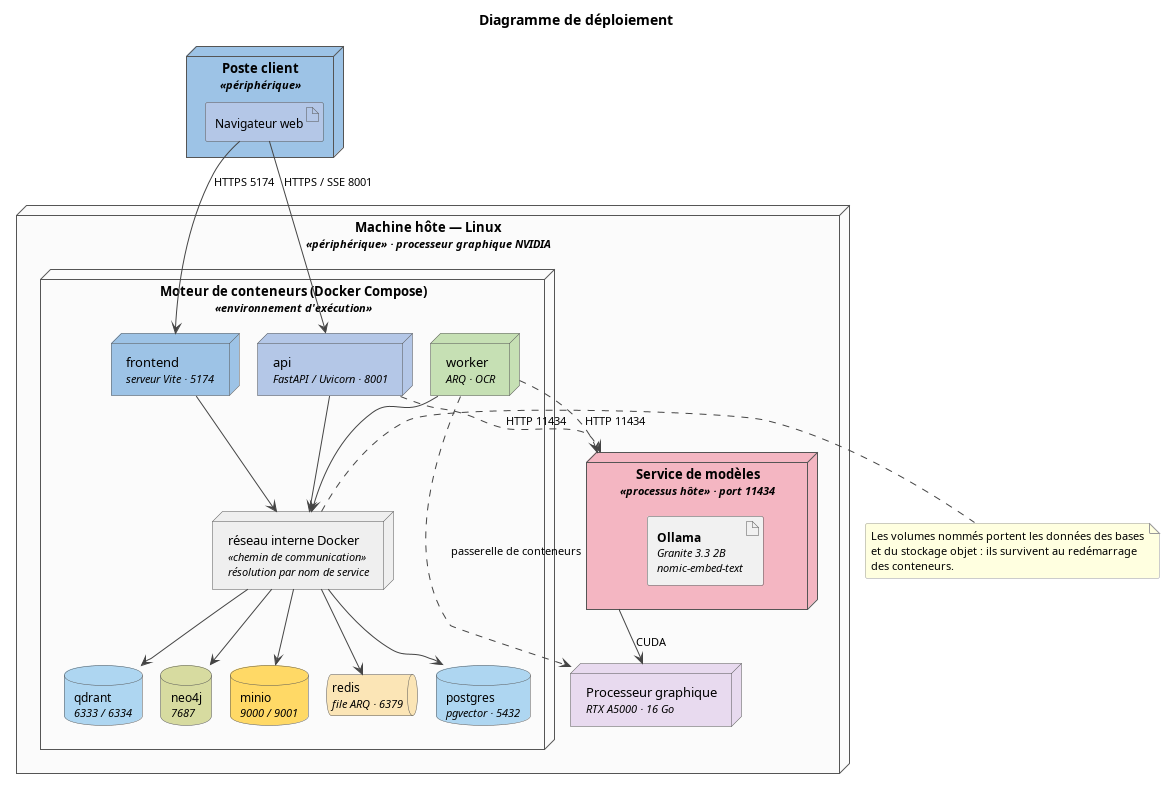 Diagramme de déploiement
Poste client
«périphérique»
Navigateur web
HTTPS 5174
HTTPS / SSE 8001
Machine hôte — Linux
«périphérique» · processeur graphique NVIDIA
Moteur de conteneurs (Docker Compose)
«environnement d'exécution»
frontend
serveur Vite · 5174
api
FastAPI / Uvicorn · 8001
worker
ARQ · OCR
HTTP 11434
HTTP 11434
Service de modèles
«processus hôte» · port 11434
Ollama
Granite 3.3 2B
nomic-embed-text
réseau interne Docker
«chemin de communication»
résolution par nom de service
passerelle de conteneurs
Les volumes nommés portent les données des bases
et du stockage objet : ils survivent au redémarrage
des conteneurs.
CUDA
qdrant
6333 / 6334
neo4j
7687
minio
9000 / 9001
redis
file ARQ · 6379
postgres
pgvector · 5432
Processeur graphique
RTX A5000 · 16 Go